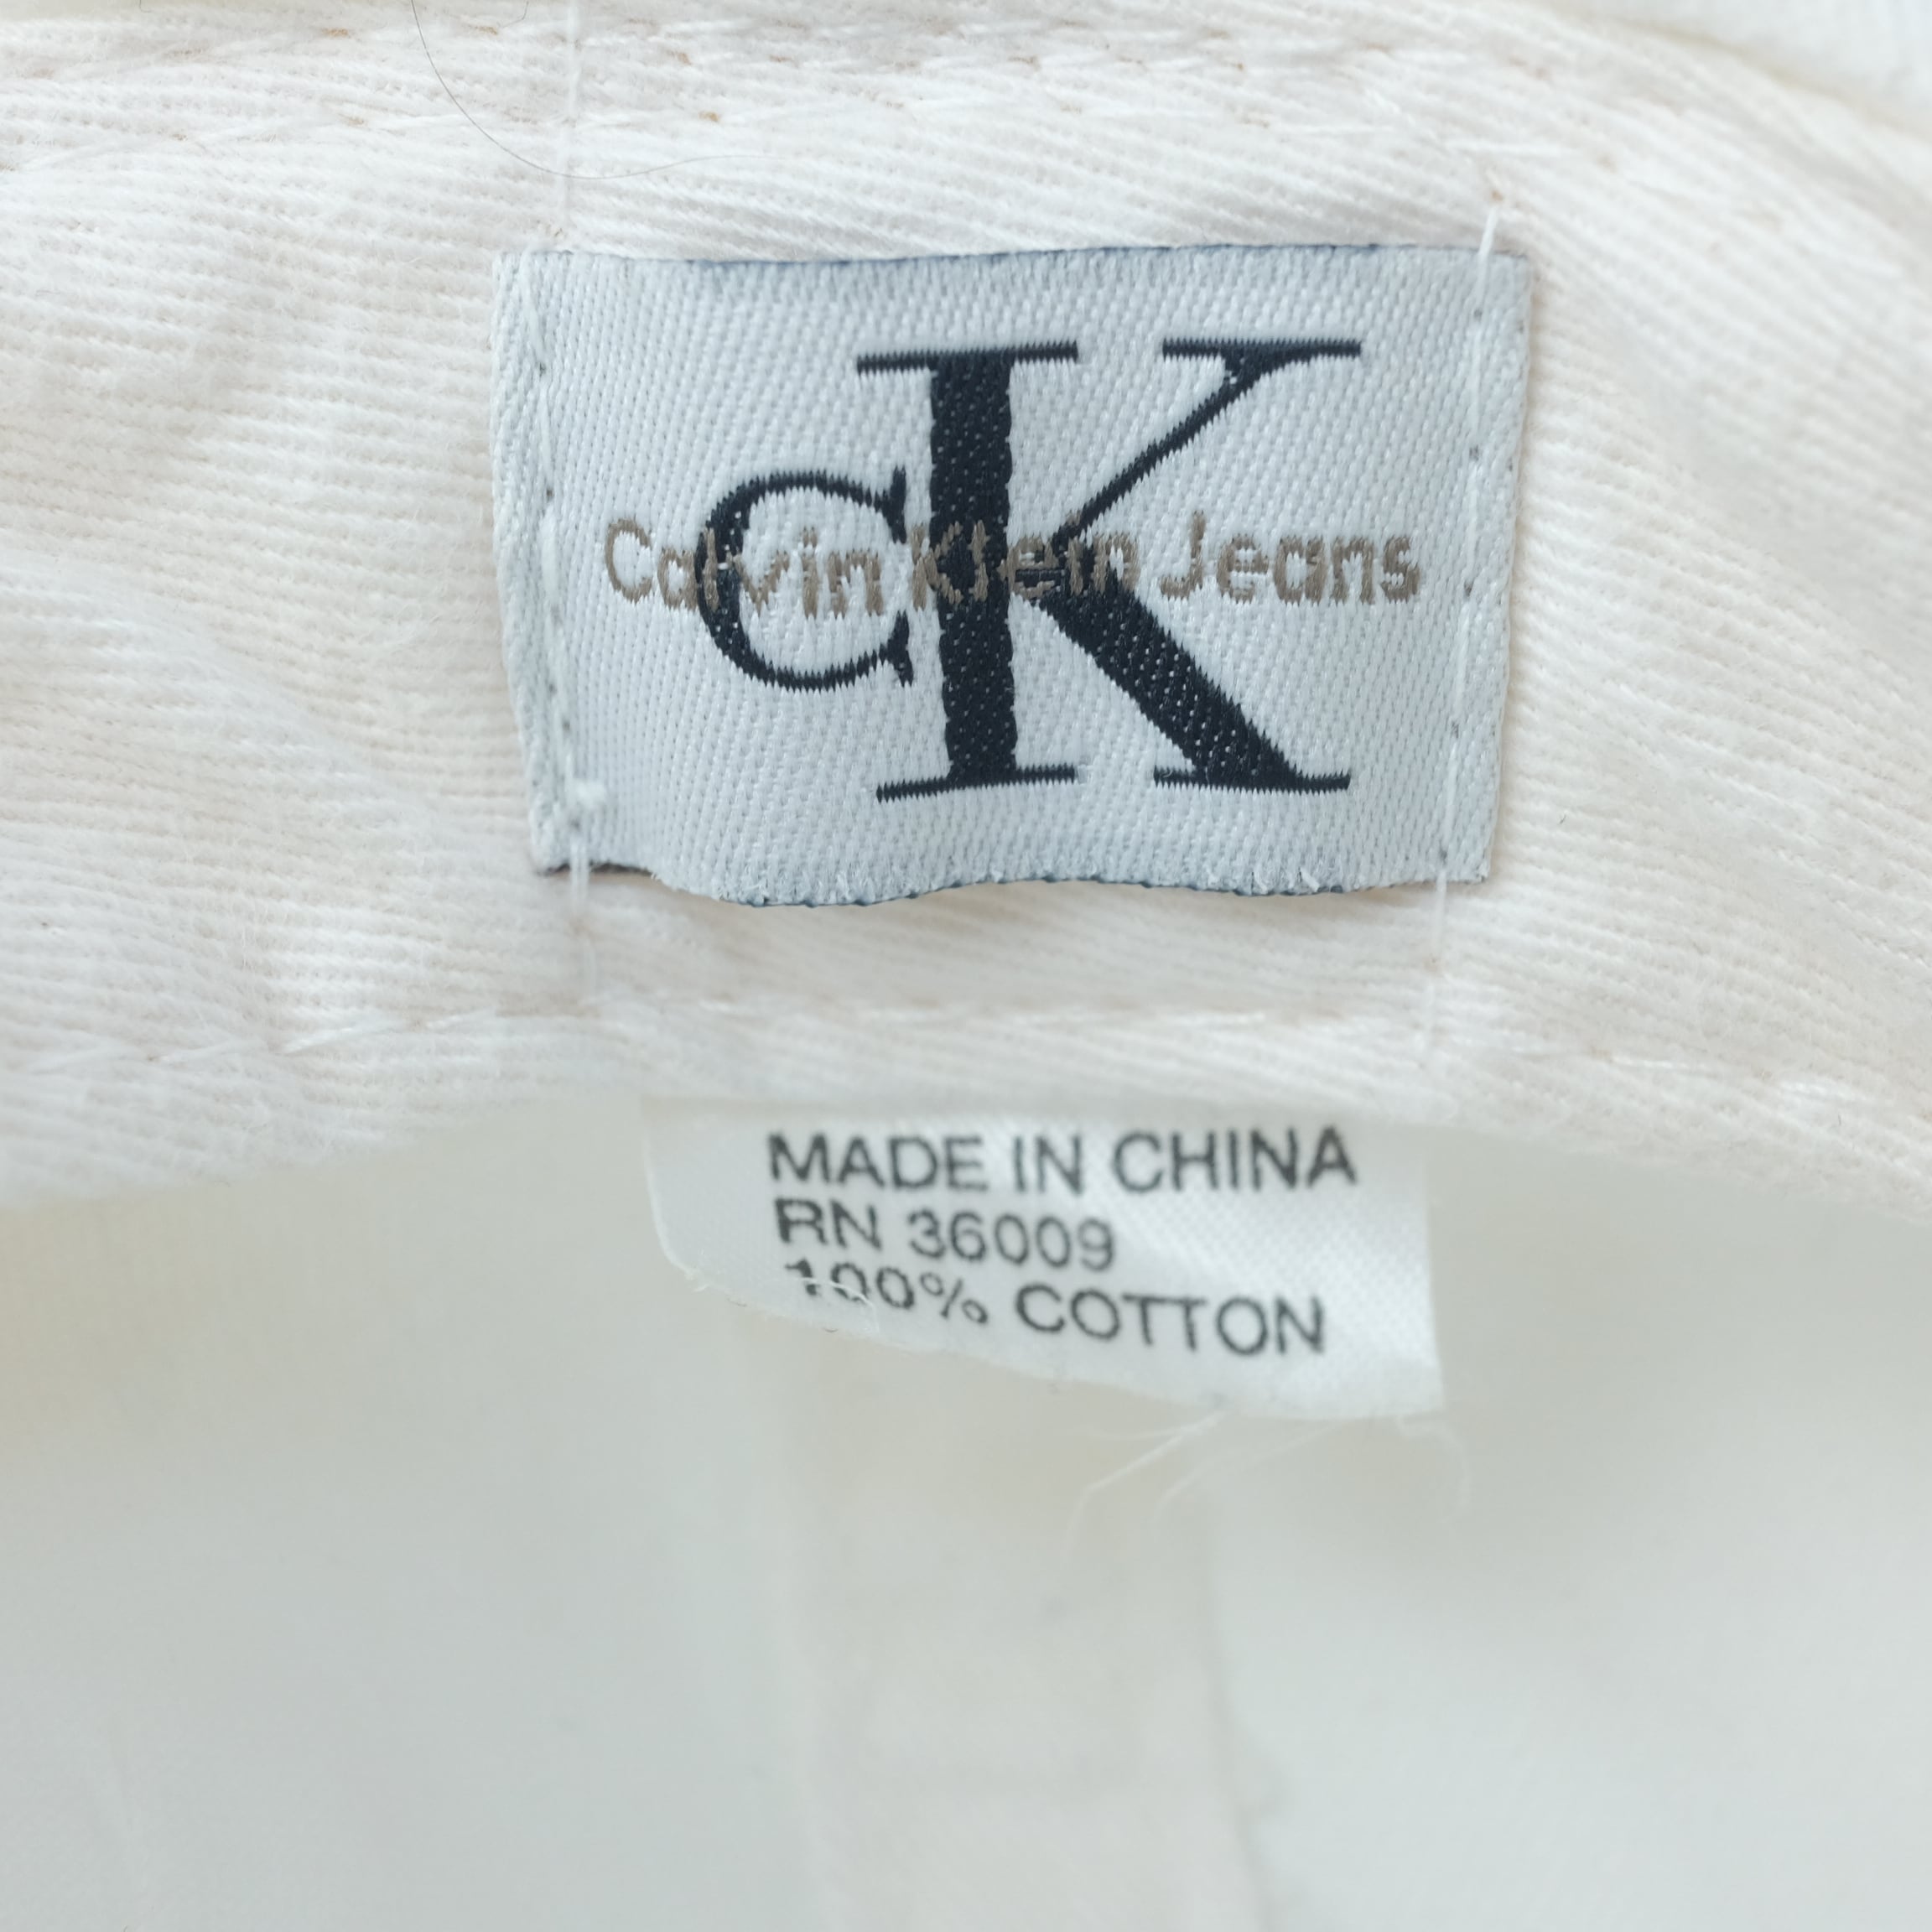 CK
Calvin Klein Jeans
MADE IN CHINA
RN 36009
100% COTTON